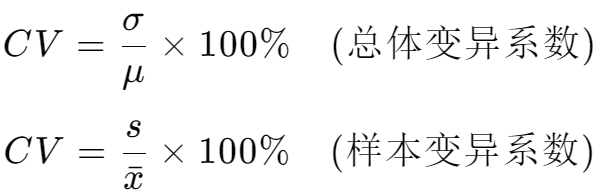 CV = σ/μ × 100% (总体变异系数)
CV = s/x̄ × 100% (样本变异系数)